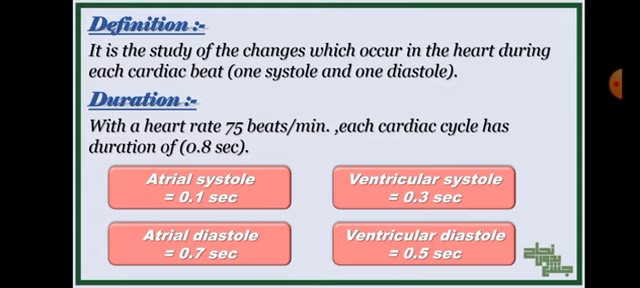 Definition :-
It is the study of the changes which occur in the heart during
each cardiac beat (one systole and one diastole).
Duration :-
With a heart rate 75 beats/min. ,each cardiac cycle has
duration of (0.8 sec).
Atrial systole
= 0.1 sec
Ventricular systole
= 0.3 sec
Atrial diastole
= 0.7 sec
Ventricular diastole
= 0.5 sec